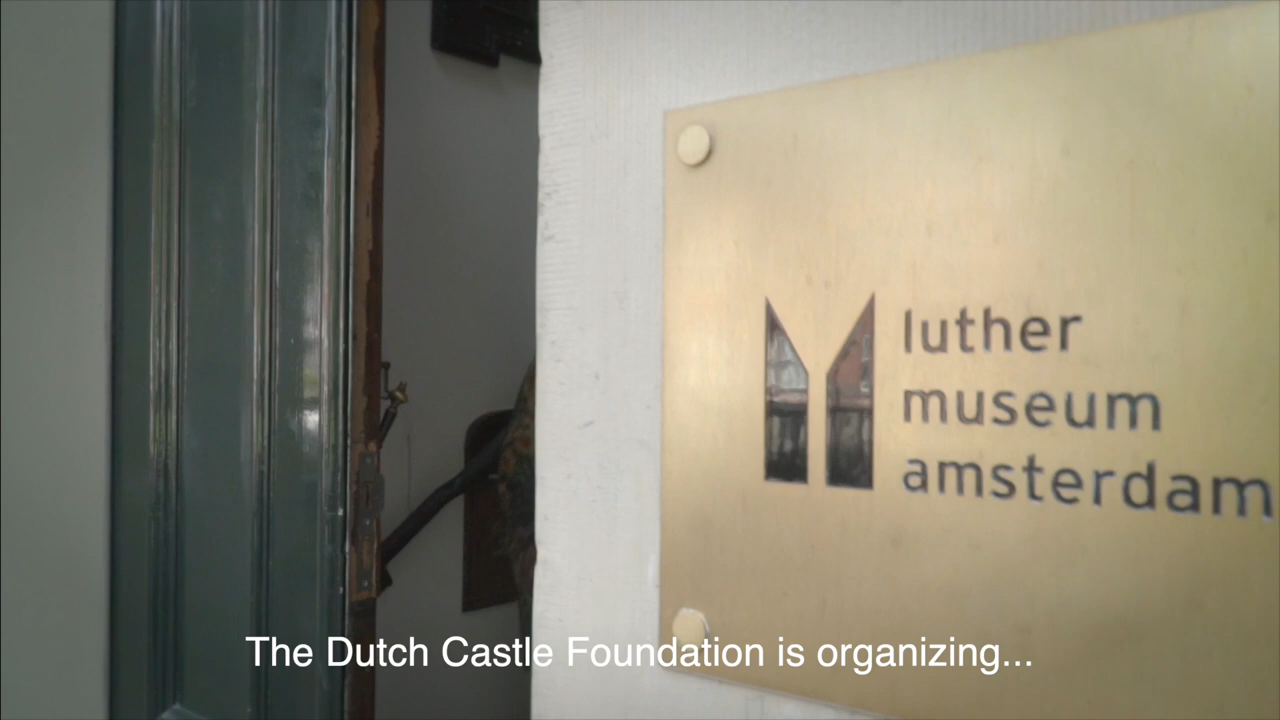 luther
museum
amsterdam
The Dutch Castle Foundation is organizing...